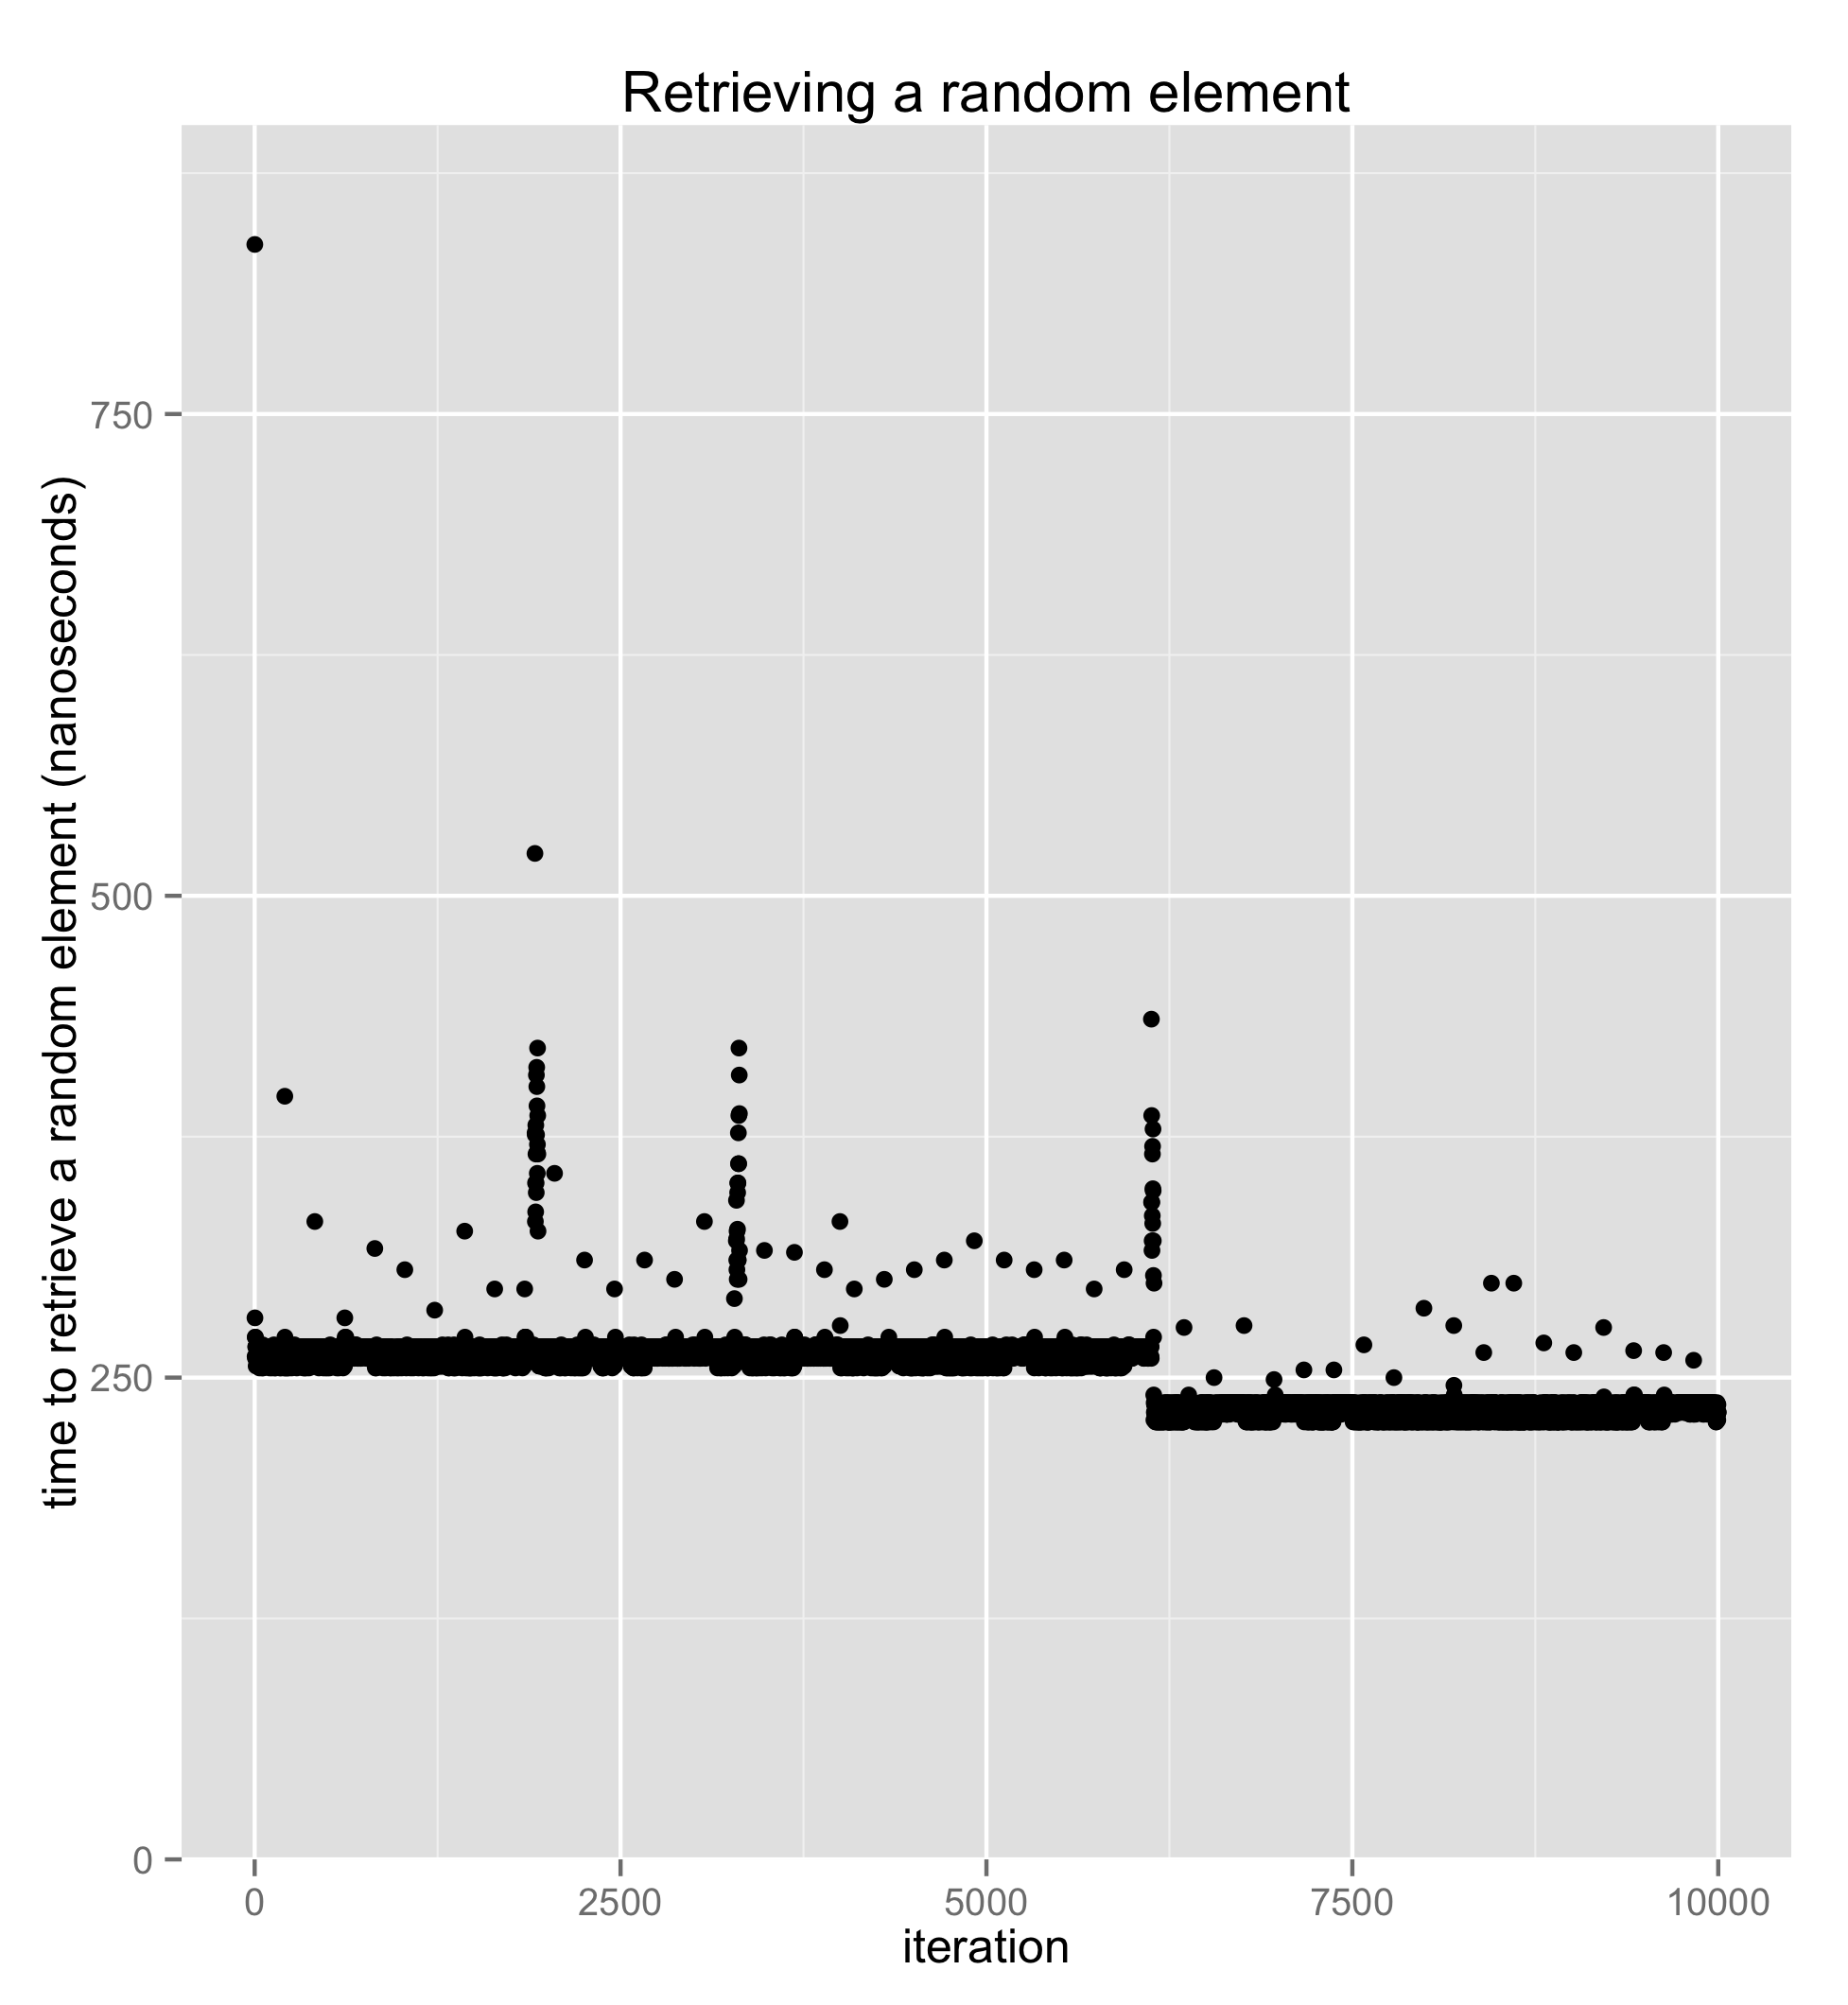 Retrieving a random element
time to retrieve a random element (nanoseconds)
750
500
250
0
0 2500 5000 7500 10000
iteration